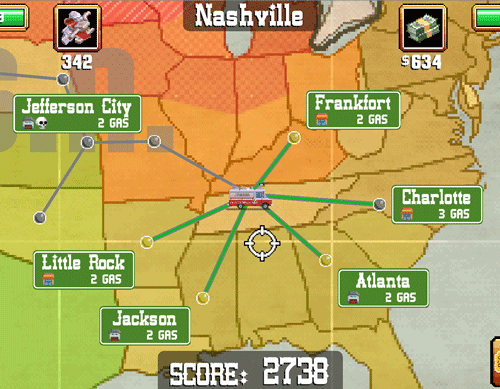 Nashville
342
$634
Jefferson City
2 GAS
Frankfort
2 GAS
Charlotte
3 GAS
Little Rock
2 GAS
Atlanta
2 GAS
Jackson
2 GAS
SCORE: 2738